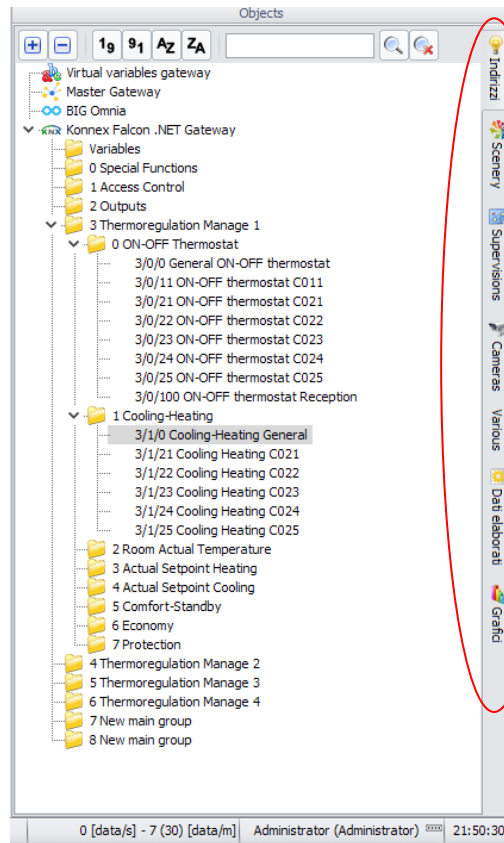 Objects
19 91 AZ ZA
Virtual variables gateway
Master Gateway
BIG Omnia
KNX Konnex Falcon .NET Gateway
Variables
0 Special Functions
1 Access Control
2 Outputs
3 Thermoregulation Manage 1
0 ON-OFF Thermostat
3/0/0 General ON-OFF thermostat
3/0/11 ON-OFF thermostat C011
3/0/21 ON-OFF thermostat C021
3/0/22 ON-OFF thermostat C022
3/0/23 ON-OFF thermostat C023
3/0/24 ON-OFF thermostat C024
3/0/25 ON-OFF thermostat C025
3/0/100 ON-OFF thermostat Reception
1 Cooling-Heating
3/1/0 Cooling-Heating General
3/1/21 Cooling Heating C021
3/1/22 Cooling Heating C022
3/1/23 Cooling Heating C023
3/1/24 Cooling Heating C024
3/1/25 Cooling Heating C025
2 Room Actual Temperature
3 Actual Setpoint Heating
4 Actual Setpoint Cooling
5 Comfort-Standby
6 Economy
7 Protection
4 Thermoregulation Manage 2
5 Thermoregulation Manage 3
6 Thermoregulation Manage 4
7 New main group
8 New main group
Indirizzi
Scenery
Supervisions
Cameras
Various
Dati elaborati
Grafici
0 [data/s] - 7 (30) [data/m] Administrator (Administrator) 21:50:30